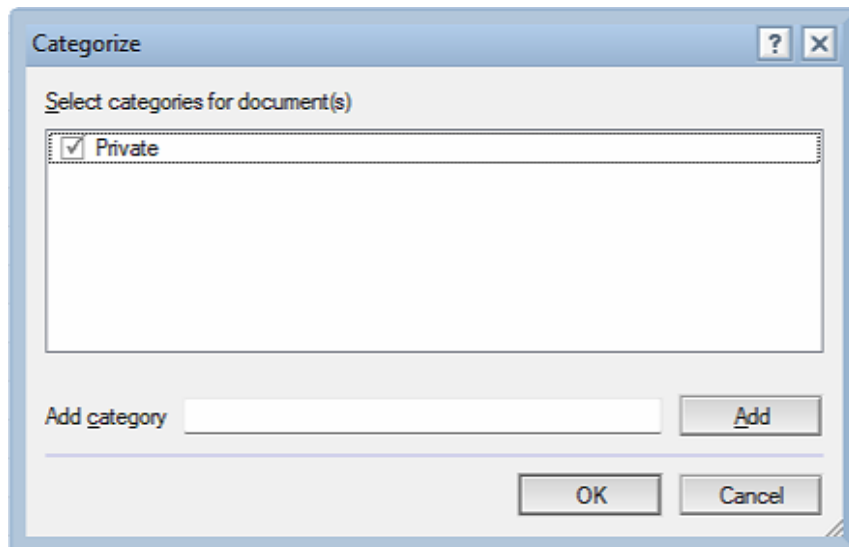 Categorize
Select categories for document(s)
Private
Add category
Add
OK
Cancel